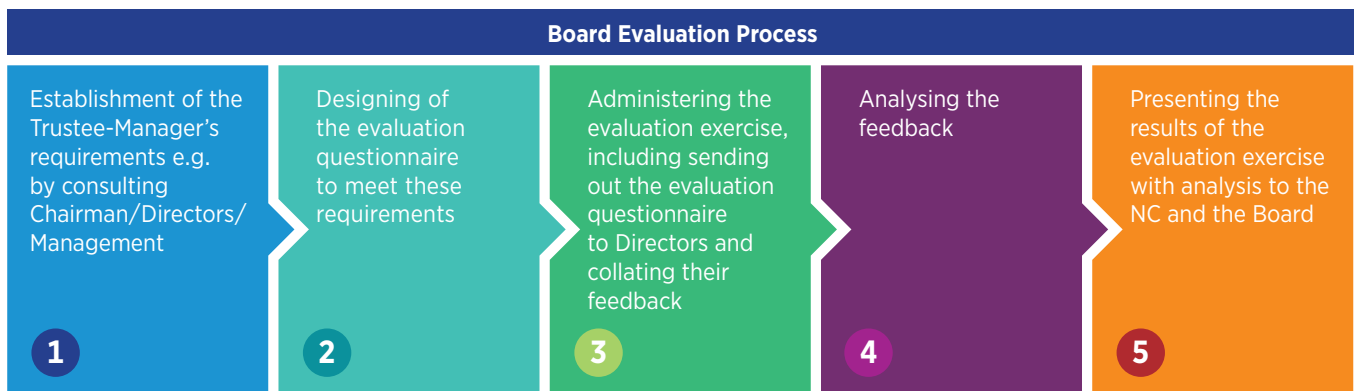 Board Evaluation Process
Establishment of the
Trustee-Manager's
requirements e.g.
by consulting
Chairman/Directors/
Management
1
Designing of
the evaluation
questionnaire
to meet these
requirements
2
Administering the
evaluation exercise,
including sending
out the evaluation
questionnaire
to Directors and
collating their
feedback
3
Analysing the
feedback
4
Presenting the
results of the
evaluation exercise
with analysis to the
NC and the Board
5